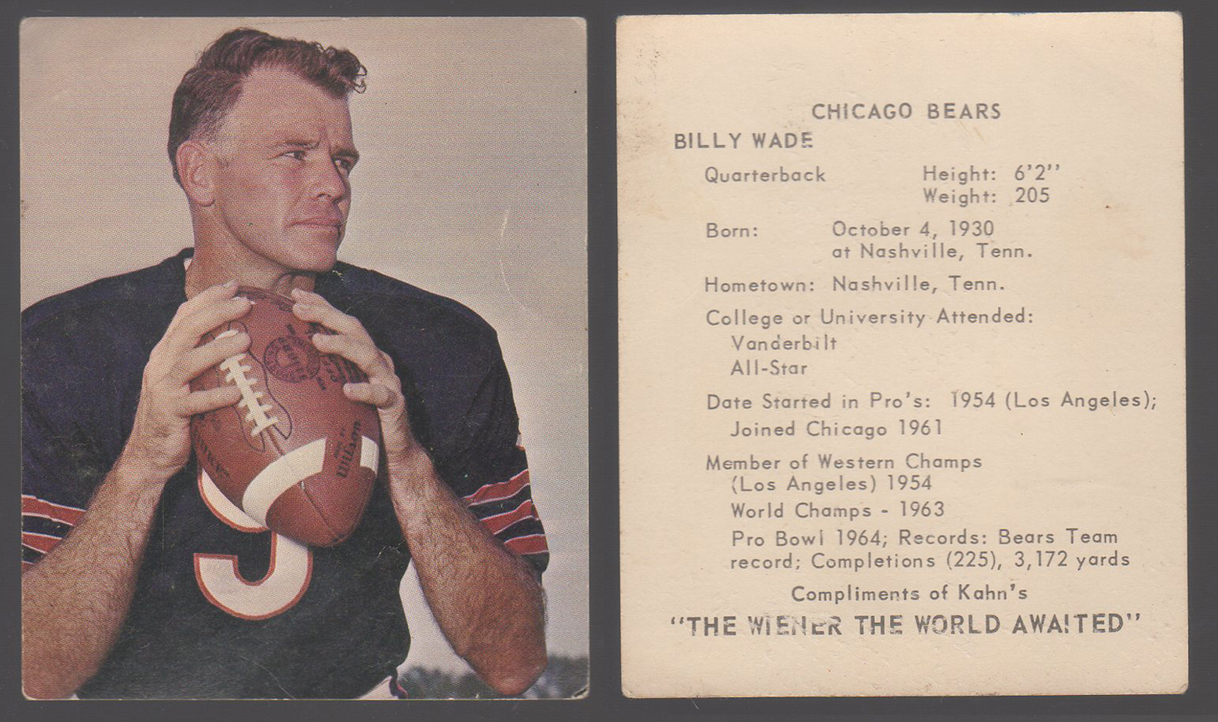 Wilson
CHICAGO BEARS
BILLY WADE
Quarterback Height: 6'2''
Weight: 205
Born: October 4, 1930
at Nashville, Tenn.
Hometown: Nashville, Tenn.
College or University Attended:
Vanderbilt
All-Star
Date Started in Pro's: 1954 (Los Angeles);
Joined Chicago 1961
Member of Western Champs
(Los Angeles) 1954
World Champs - 1963
Pro Bowl 1964; Records: Bears Team
record; Completions (225), 3,172 yards
Compliments of Kahn's
"THE WIENER THE WORLD AWAITED"